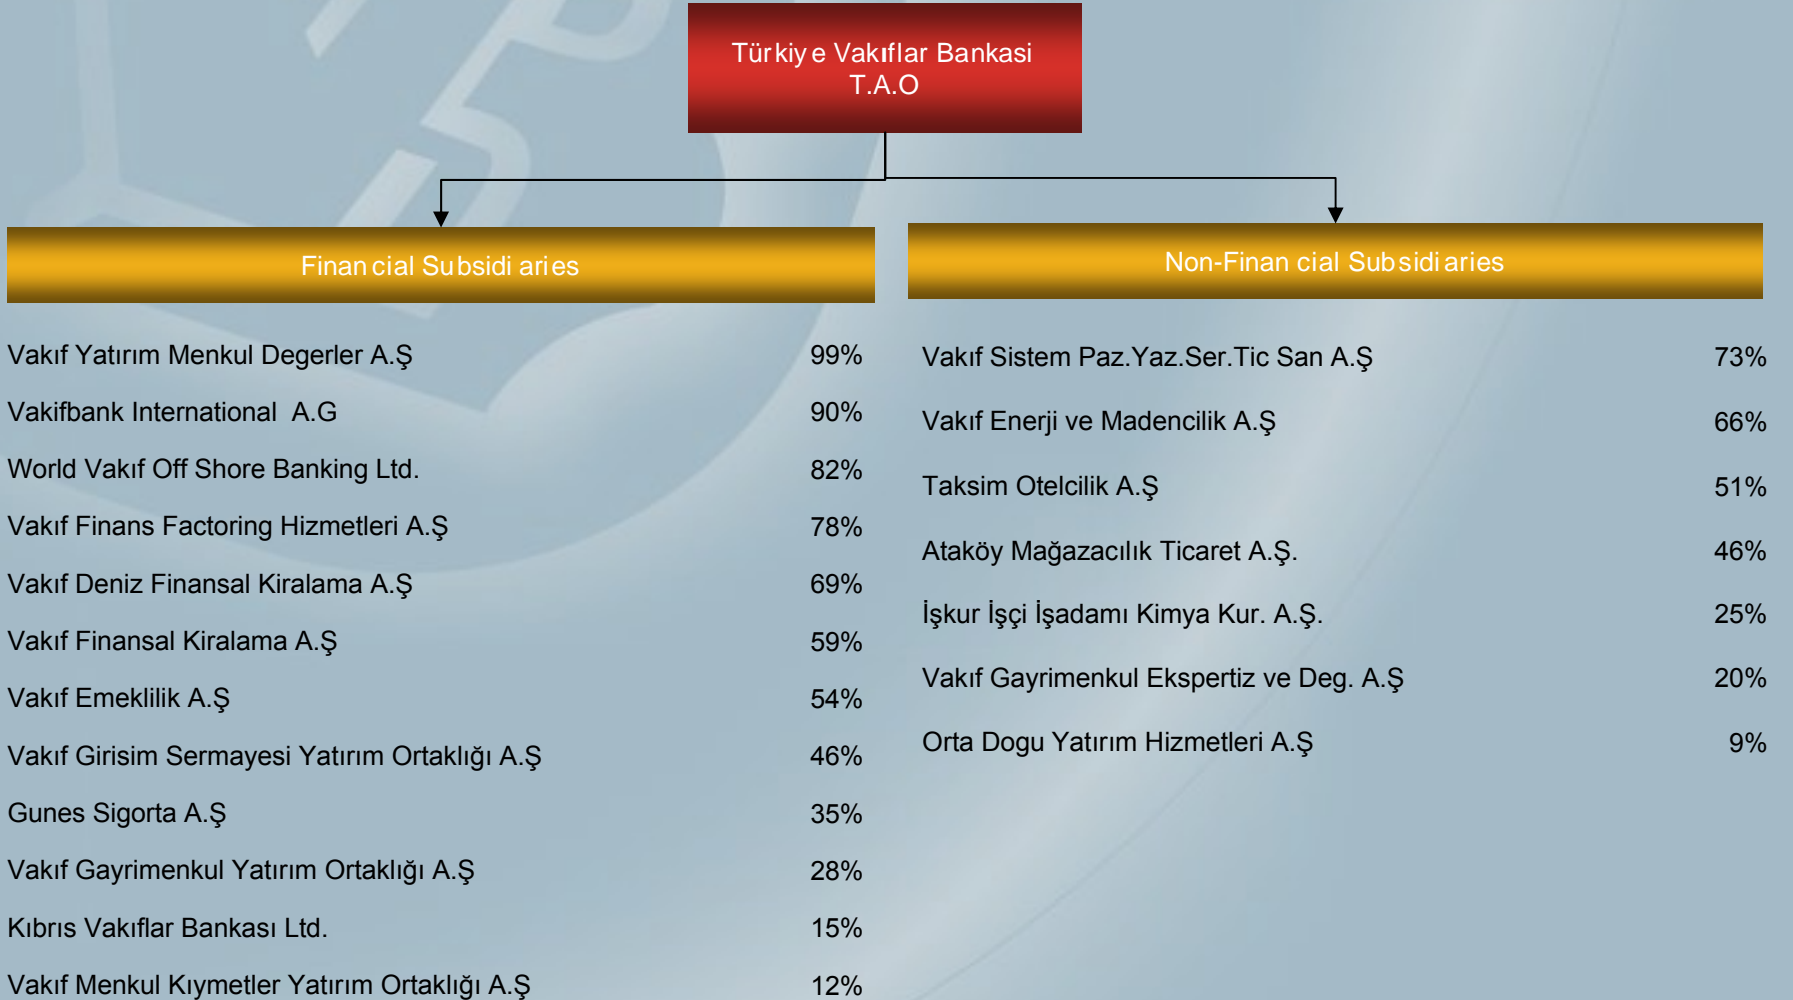 Türkiye Vakıflar Bankasi
T.A.O
Financial Subsidiaries
Vakıf Yatırım Menkul Degerler A.Ş 99%
Vakifbank International A.G 90%
World Vakıf Off Shore Banking Ltd. 82%
Vakıf Finans Factoring Hizmetleri A.Ş 78%
Vakıf Deniz Finansal Kiralama A.Ş 69%
Vakıf Finansal Kiralama A.Ş 59%
Vakıf Emeklilik A.Ş 54%
Vakıf Girisim Sermayesi Yatırım Ortaklığı A.Ş 46%
Gunes Sigorta A.Ş 35%
Vakıf Gayrimenkul Yatırım Ortaklığı A.Ş 28%
Kıbrıs Vakıflar Bankası Ltd. 15%
Vakıf Menkul Kıymetler Yatırım Ortaklığı A.Ş 12%
Non-Financial Subsidiaries
Vakıf Sistem Paz.Yaz.Ser.Tic San A.Ş 73%
Vakıf Enerji ve Madencilik A.Ş 66%
Taksim Otelcilik A.Ş 51%
Ataköy Mağazacılık Ticaret A.Ş. 46%
İşkur İşçi İşadamı Kimya Kur. A.Ş. 25%
Vakıf Gayrimenkul Ekspertiz ve Deg. A.Ş 20%
Orta Dogu Yatırım Hizmetleri A.Ş 9%